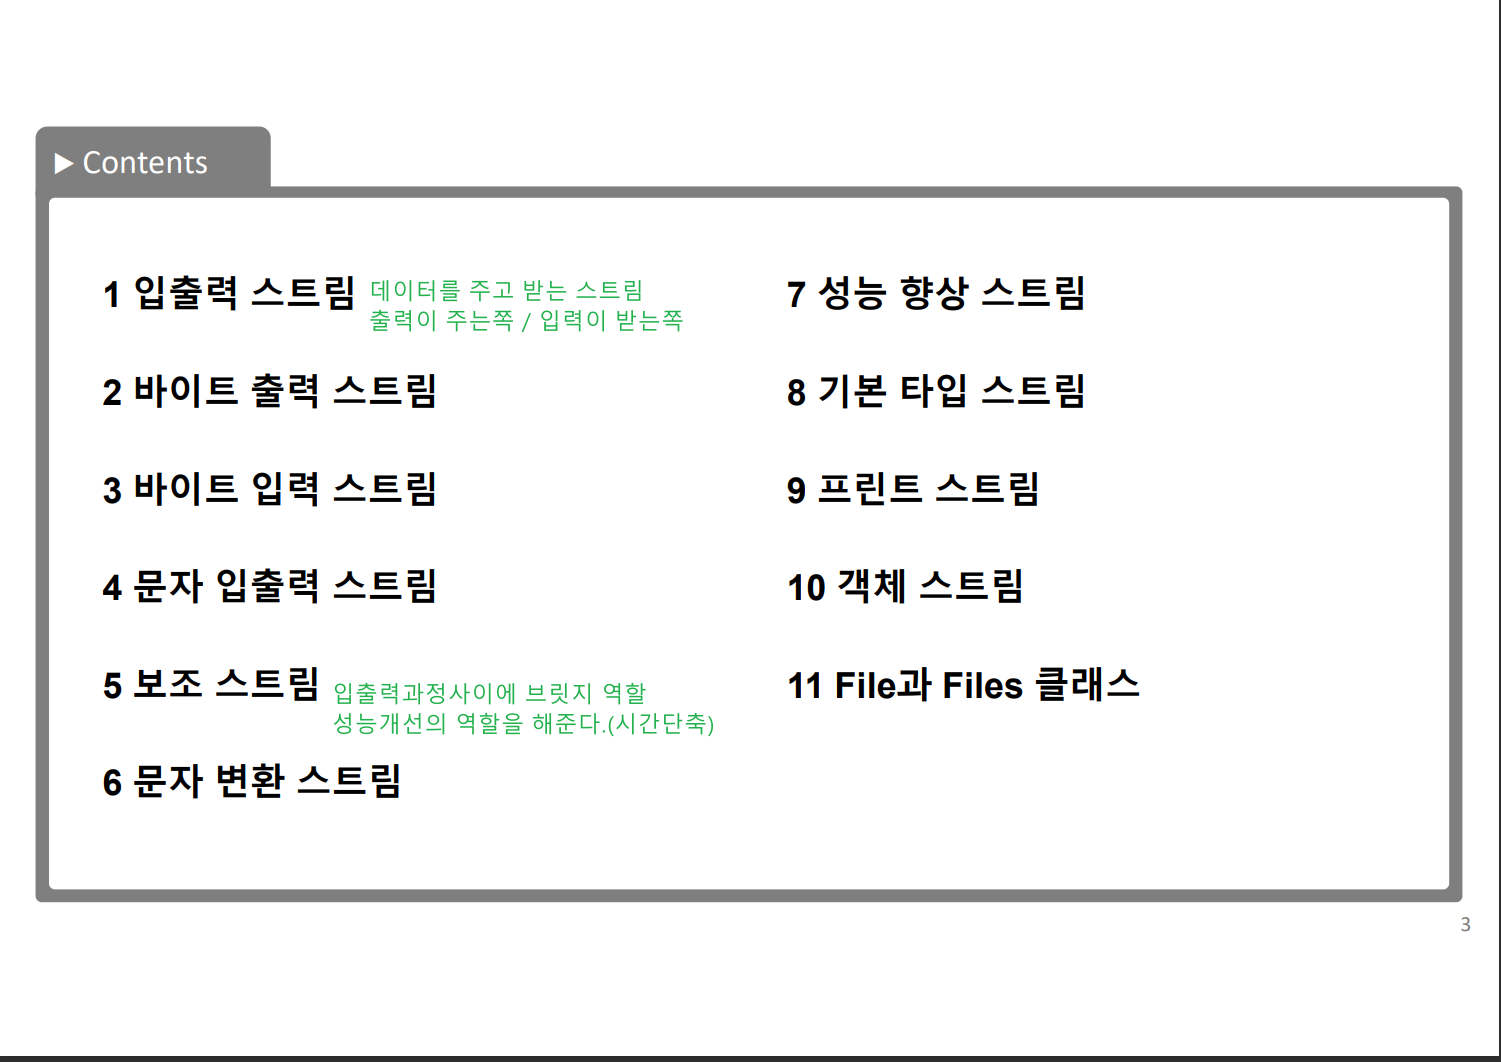 ▶ Contents
1 입출력 스트림
데이터를 주고 받는 스트림
출력이 주는쪽 / 입력이 받는쪽
2 바이트 출력 스트림
3 바이트 입력 스트림
4 문자 입출력 스트림
5 보조 스트림
입출력과정사이에 브릿지 역할
성능개선의 역할을 해준다.(시간단축)
6 문자 변환 스트림
7 성능 향상 스트림
8 기본 타입 스트림
9 프린트 스트림
10 객체 스트림
11 File과 Files 클래스
3